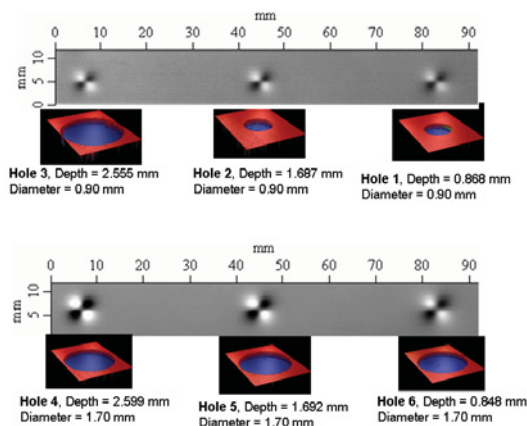 mm
0 10 20 30 40 50 60 70 80 90
mm
10
5
0
Hole 3, Depth = 2.555 mm
Diameter = 0.90 mm
Hole 2, Depth = 1.687 mm
Diameter = 0.90 mm
Hole 1, Depth = 0.868 mm
Diameter = 0.90 mm
mm
0 10 20 30 40 50 60 70 80 90
mm
10
5
Hole 4, Depth = 2.599 mm
Diameter = 1.70 mm
Hole 5, Depth = 1.692 mm
Diameter = 1.70 mm
Hole 6, Depth = 0.848 mm
Diameter = 1.70 mm